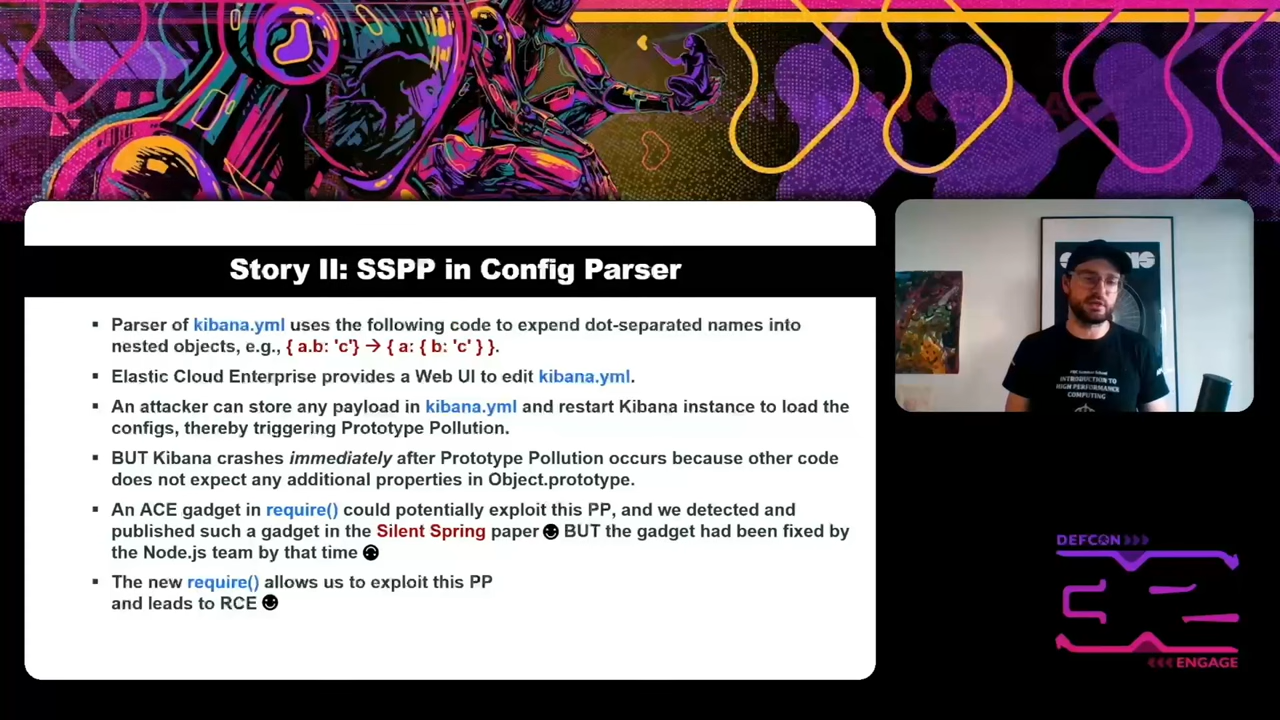 Story II: SSPP in Config Parser
▪ Parser of kibana.yml uses the following code to expend dot-separated names into
nested objects, e.g., { a.b: 'c'} → { a: { b: 'c' } }.
▪ Elastic Cloud Enterprise provides a Web UI to edit kibana.yml.
▪ An attacker can store any payload in kibana.yml and restart Kibana instance to load the
configs, thereby triggering Prototype Pollution.
▪ BUT Kibana crashes immediately after Prototype Pollution occurs because other code
does not expect any additional properties in Object.prototype.
▪ An ACE gadget in require() could potentially exploit this PP, and we detected and
published such a gadget in the Silent Spring paper ☻ BUT the gadget had been fixed by
the Node.js team by that time ☻
▪ The new require() allows us to exploit this PP
and leads to RCE ☻
INTRODUCTION TO
HIGH PERFORMANCE
COMPUTING
DEFCON
ENGAGE